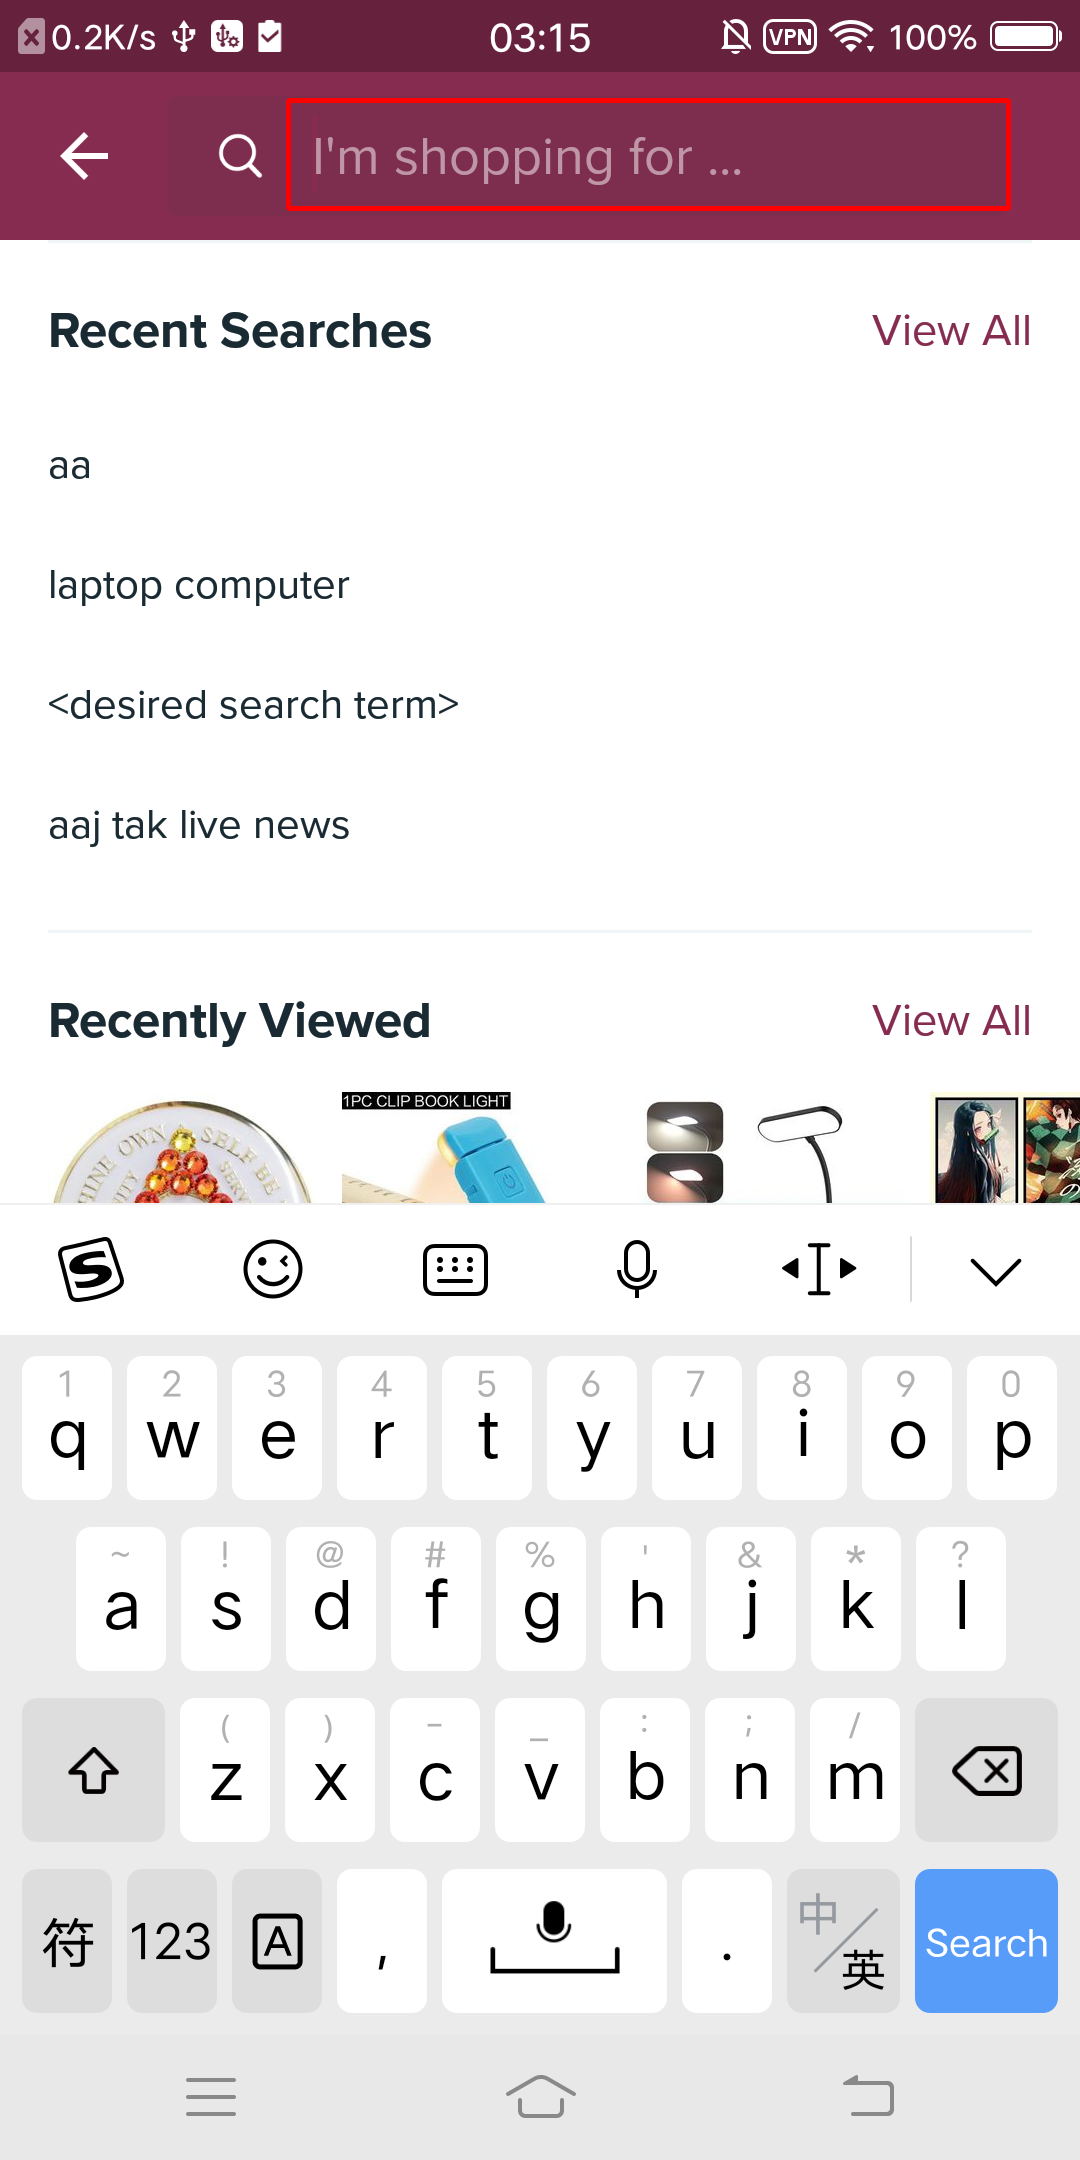 0.2K/s 03:15 VPN 100%
I'm shopping for ...
Recent Searches View All
aa
laptop computer
<desired search term>
aaj tak live news
Recently Viewed View All
1PC CLIP BOOK LIGHT
1 2 3 4 5 6 7 8 9 0
q w e r t y u i o p
~ ! @ # % ' & * ?
a s d f g h j k l
( ) - _ : ; /
z x c v b n m
符 123 A , . 中/英 Search